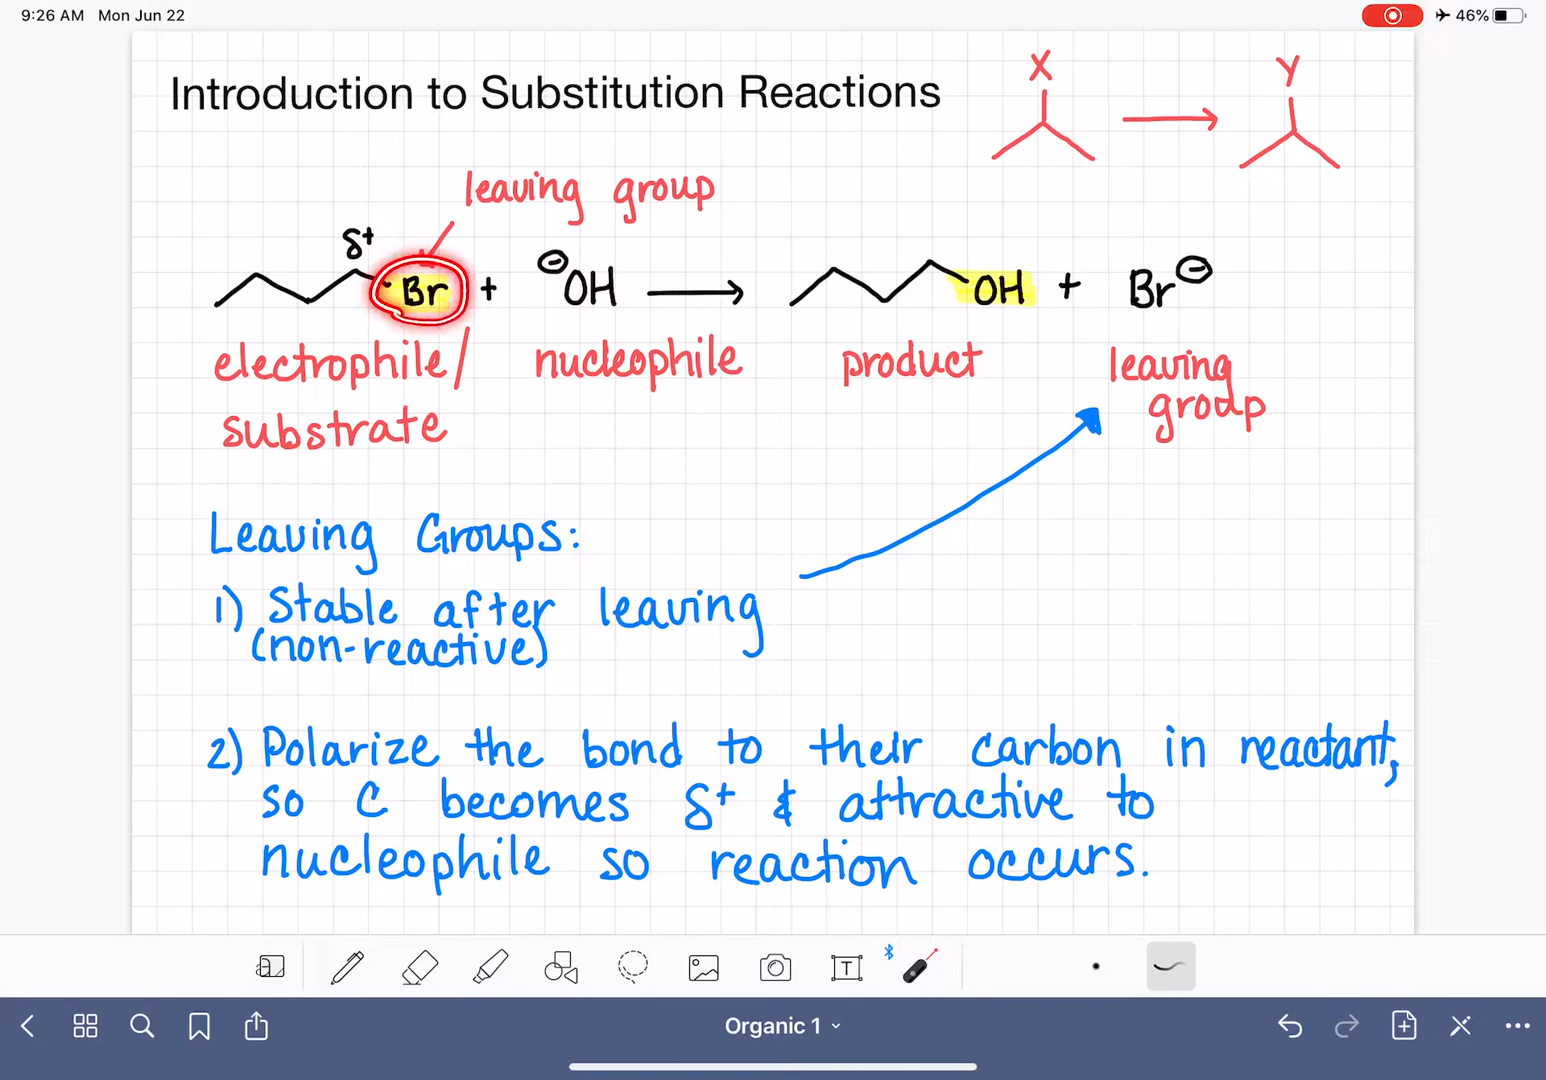 9:26 AM Mon Jun 22
46%
Introduction to Substitution Reactions
X
Y
leaving group
δ+
Br + ⊖OH ⟶ OH + Br⊖
electrophile/ nucleophile product leaving
substrate group
Leaving Groups:
1) Stable after leaving
(non-reactive)
2) Polarize the bond to their carbon in reactant,
so C becomes δ+ & attractive to
nucleophile so reaction occurs.
T
Organic 1